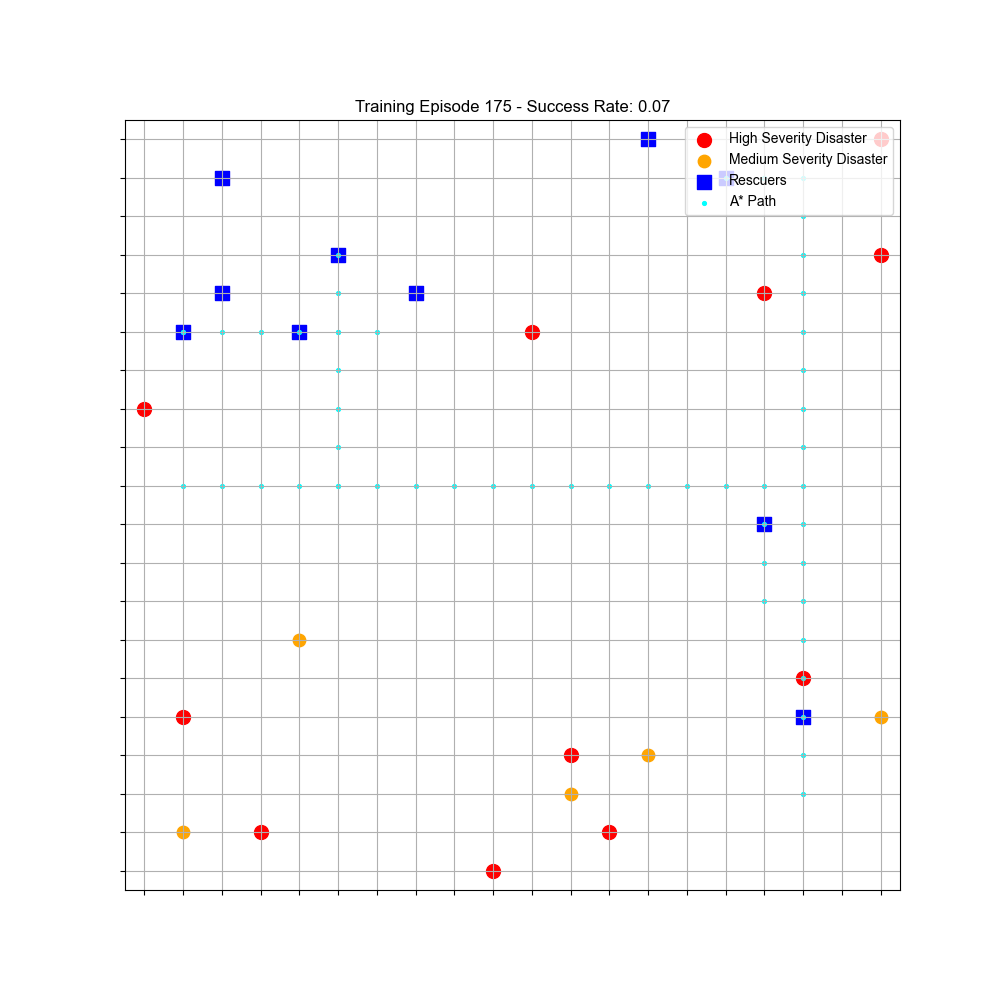 Training Episode 175 - Success Rate: 0.07
High Severity Disaster
Medium Severity Disaster
Rescuers
A* Path